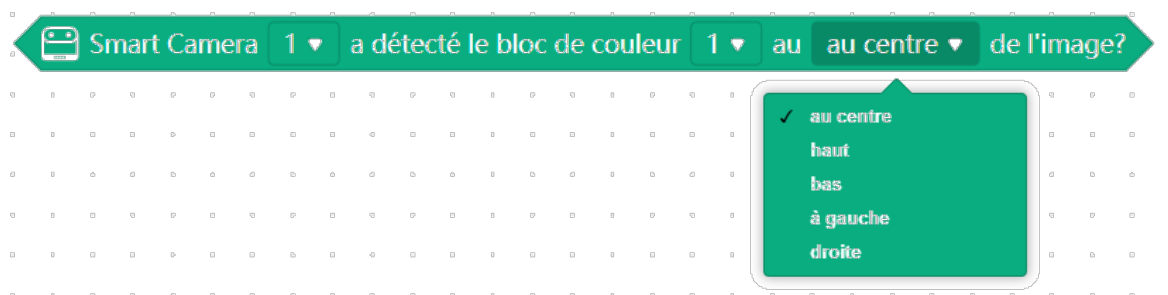 Smart Camera 1 ▼ a détecté le bloc de couleur 1 ▼ au au centre ▼ de l'image?
✓ au centre
haut
bas
à gauche
droite